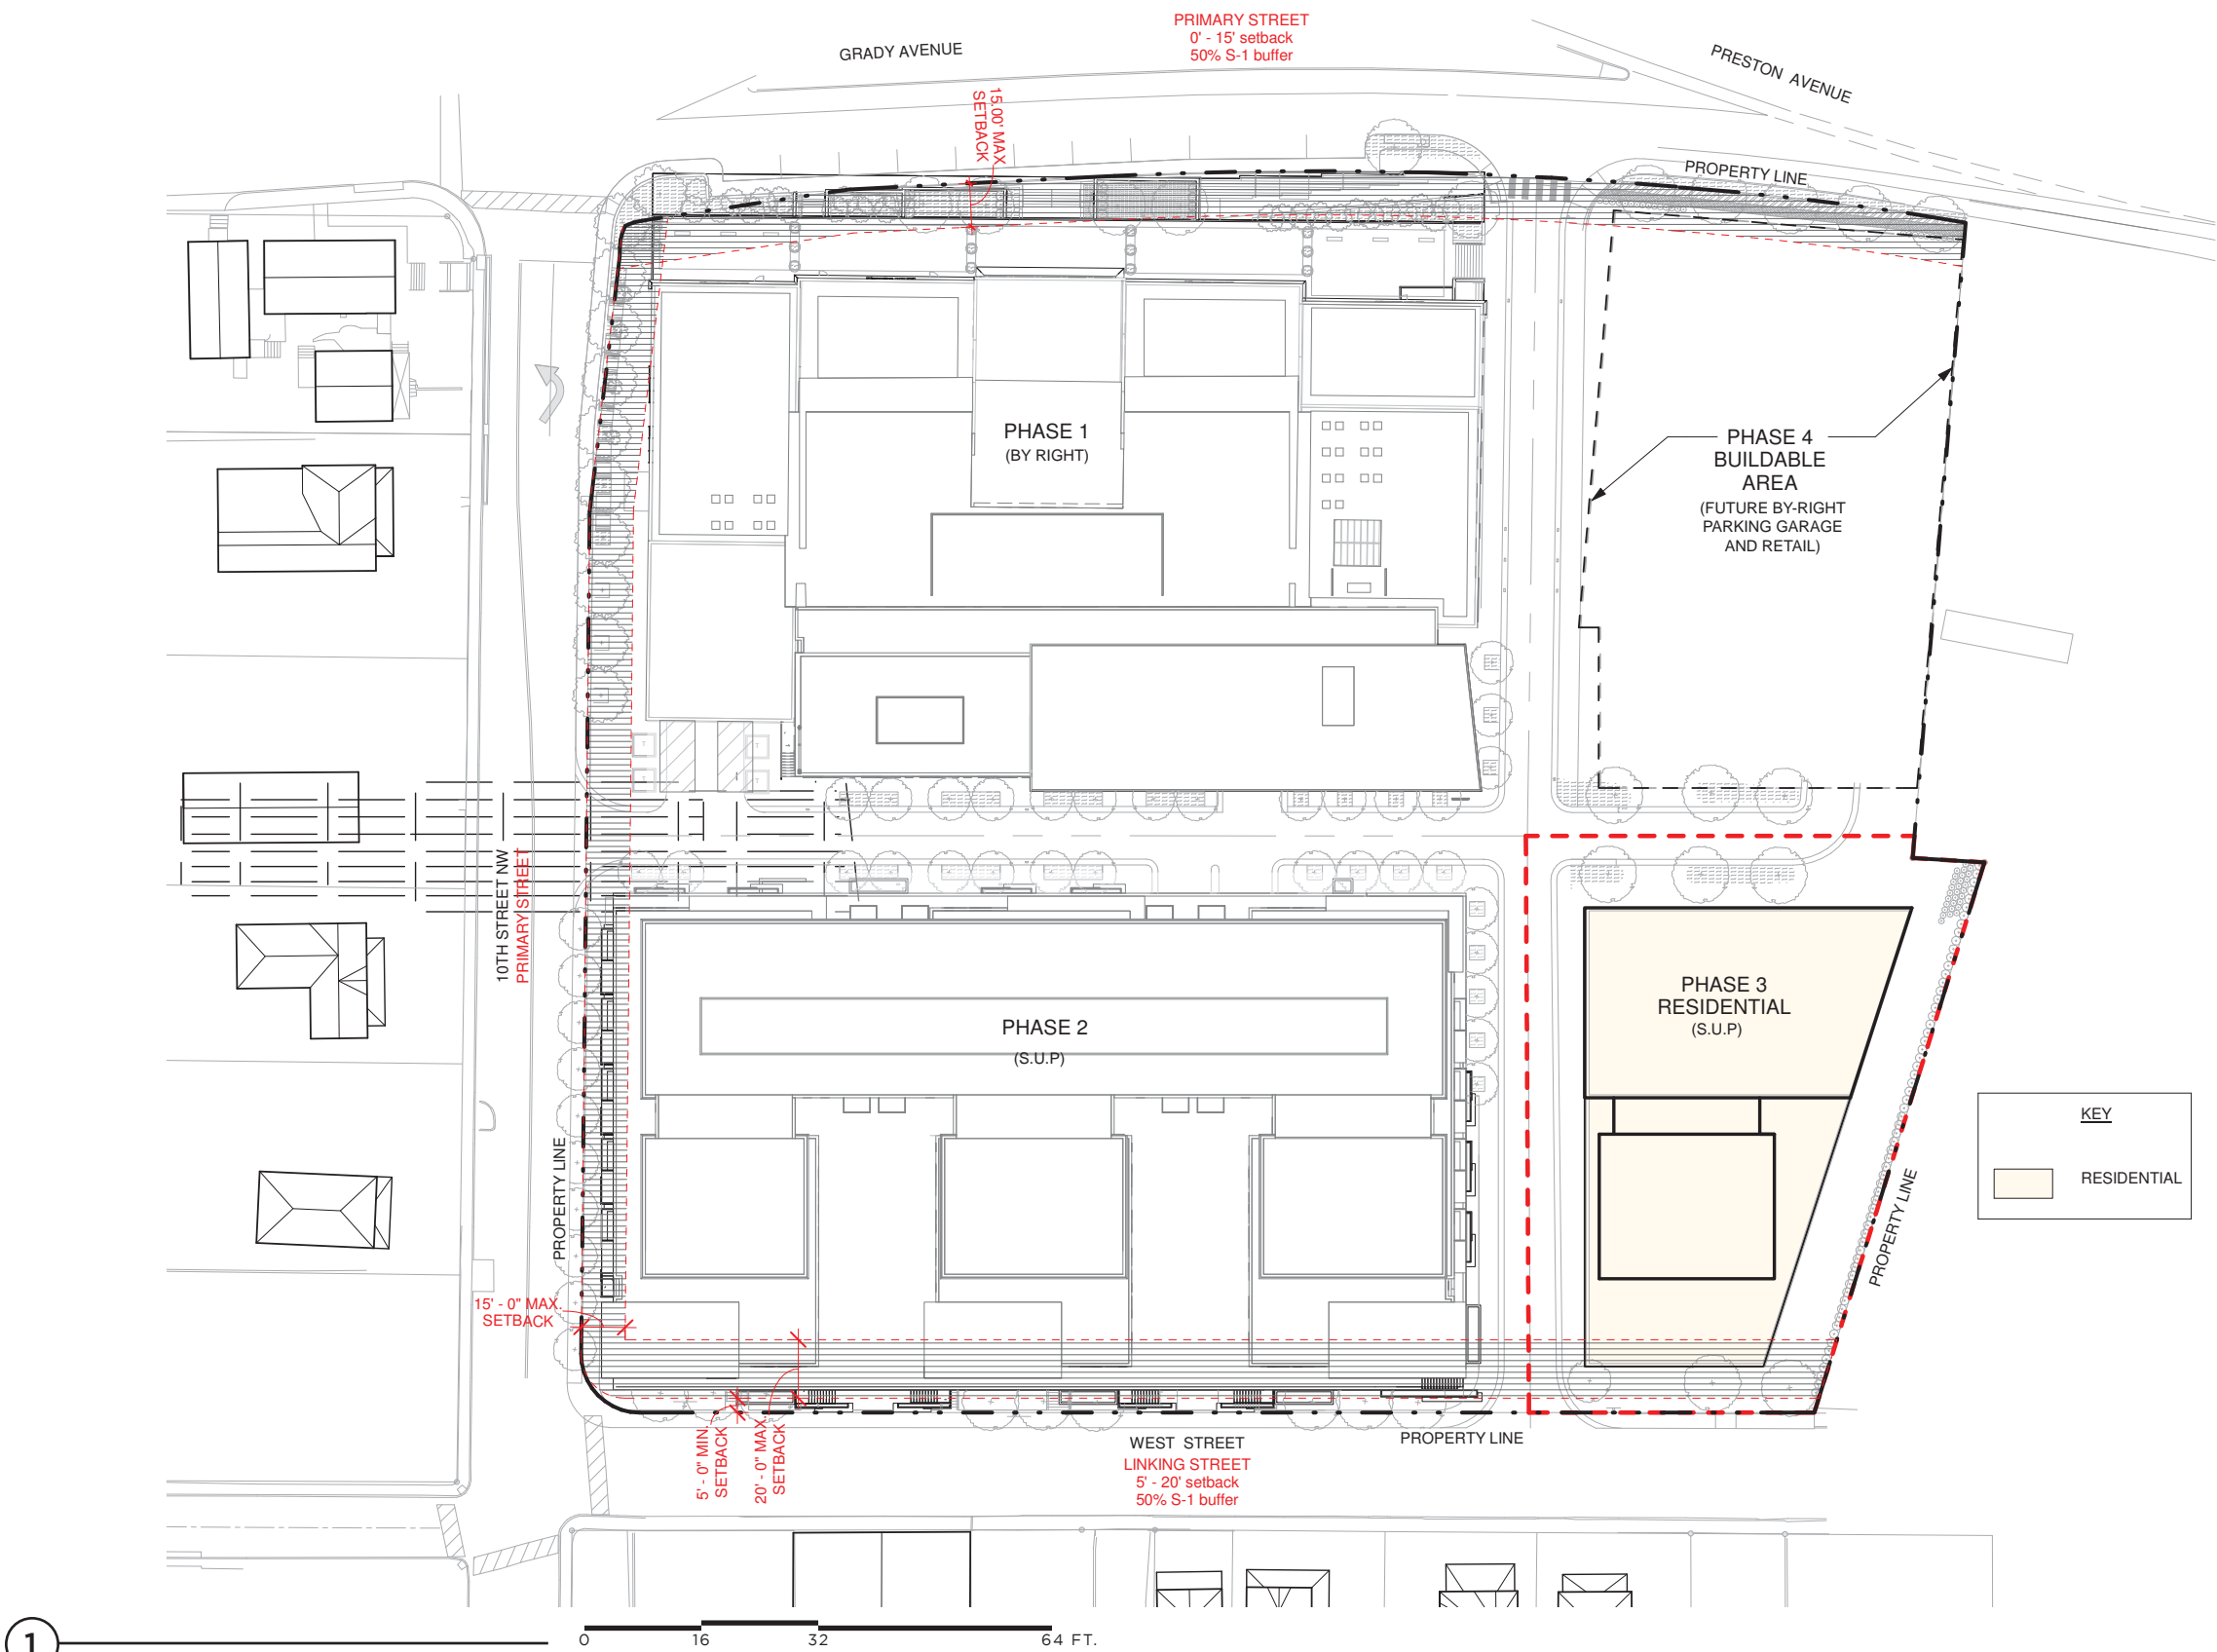 PRIMARY STREET
0' - 15' setback
50% S-1 buffer
GRADY AVENUE
PRESTON AVENUE
15.00' MAX
SETBACK
PROPERTY LINE
PHASE 1
(BY RIGHT)
PHASE 4
BUILDABLE
AREA
(FUTURE BY-RIGHT
PARKING GARAGE
AND RETAIL)
10TH STREET NW
PRIMARY STREET
PHASE 2
(S.U.P)
PHASE 3
RESIDENTIAL
(S.U.P)
KEY
RESIDENTIAL
PROPERTY LINE
PROPERTY LINE
15' - 0" MAX.
SETBACK
5' - 0" MIN.
SETBACK
20' - 0" MAX.
SETBACK
WEST STREET
LINKING STREET
5' - 20' setback
50% S-1 buffer
PROPERTY LINE
1
0 16 32 64 FT.